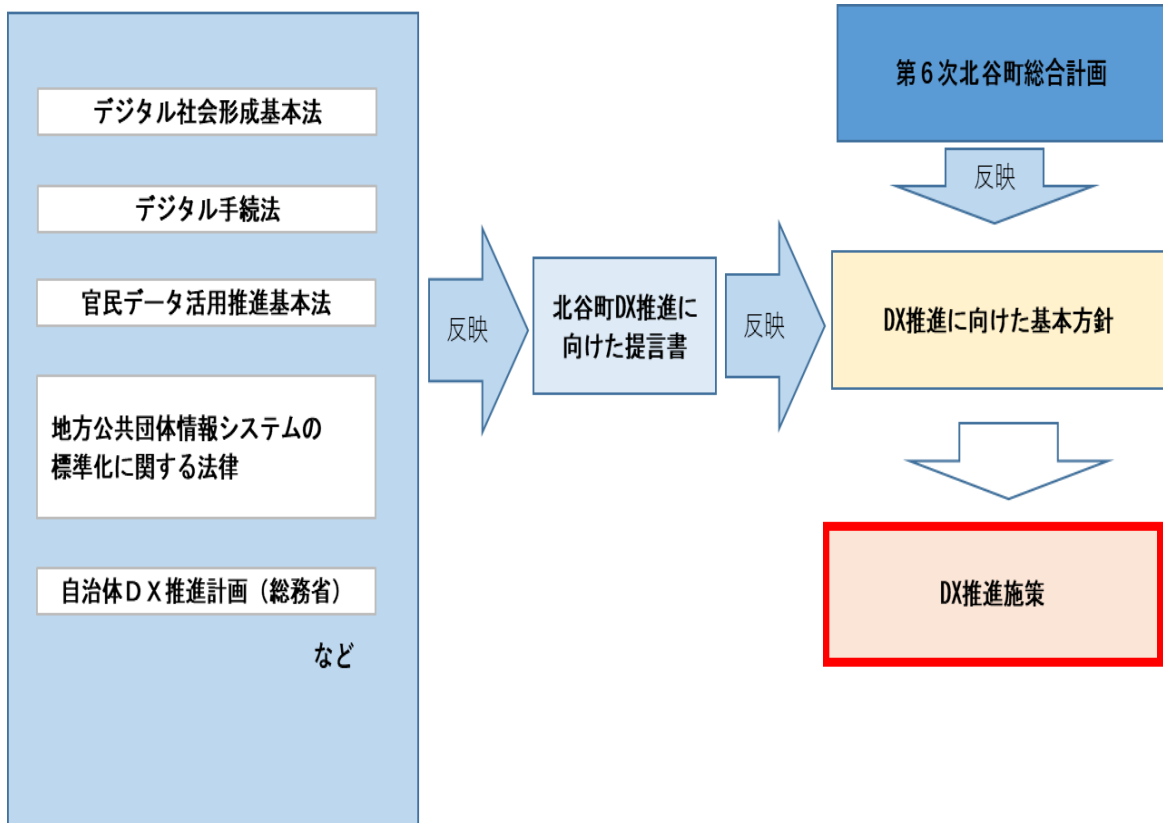 デジタル社会形成基本法
デジタル手続法
官民データ活用推進基本法
地方公共団体情報システムの
標準化に関する法律
自治体ＤＸ推進計画（総務省）
など
反映
北谷町DX推進に
向けた提言書
反映
第６次北谷町総合計画
反映
DX推進に向けた基本方針
DX推進施策